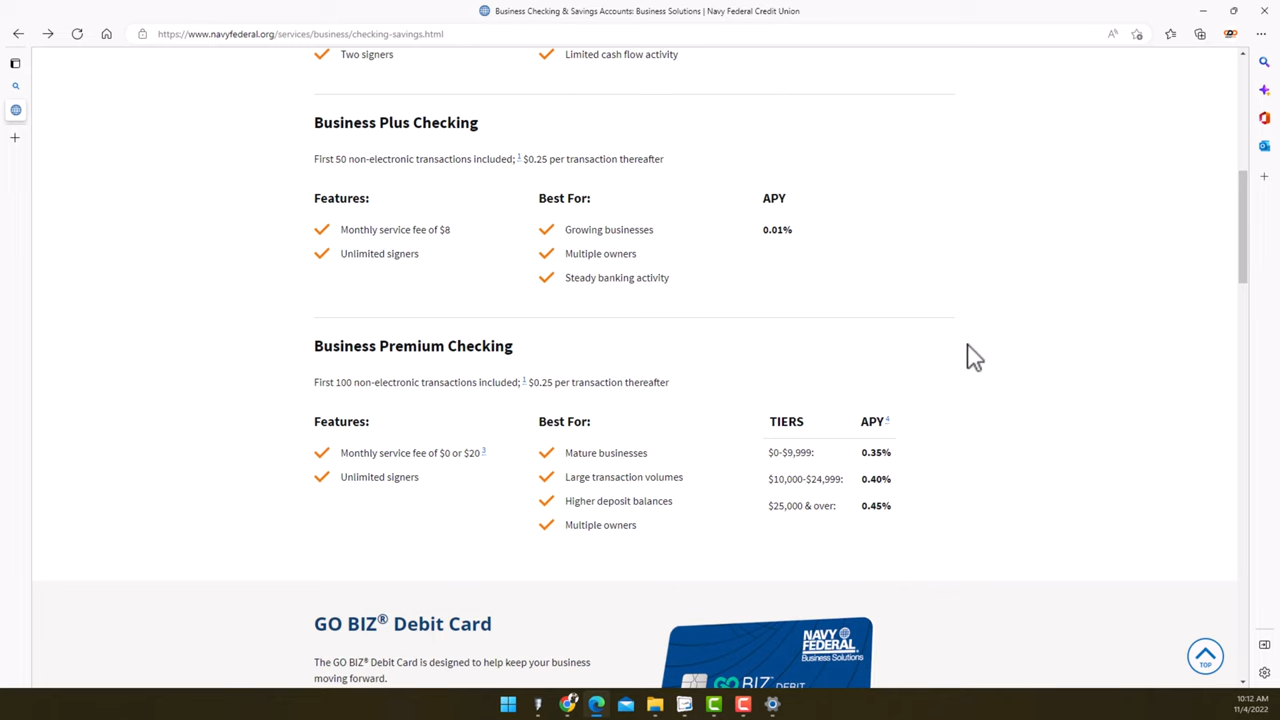 Business Checking & Savings Accounts: Business Solutions | Navy Federal Credit Union
https://www.navyfederal.org/services/business/checking-savings.html
Two signers
Limited cash flow activity
Business Plus Checking
First 50 non-electronic transactions included; 1 $0.25 per transaction thereafter
Features:
Best For:
APY
Monthly service fee of $8
Growing businesses
0.01%
Unlimited signers
Multiple owners
Steady banking activity
Business Premium Checking
First 100 non-electronic transactions included; 1 $0.25 per transaction thereafter
Features:
Best For:
TIERS
APY 4
Monthly service fee of $0 or $20 3
Mature businesses
$0-$9,999:
0.35%
Unlimited signers
Large transaction volumes
$10,000-$24,999:
0.40%
Higher deposit balances
$25,000 & over:
0.45%
Multiple owners
GO BIZ® Debit Card
The GO BIZ® Debit Card is designed to help keep your business
moving forward.
NAVY
FEDERAL
Business Solutions
GO BIZ DEBIT
TOP
10:12 AM
11/4/2022